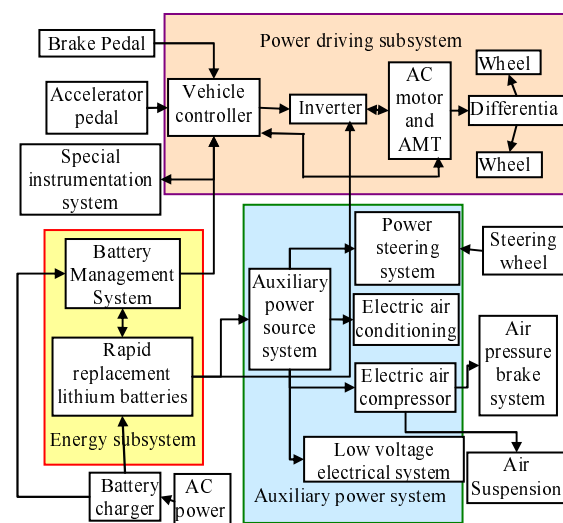 Brake Pedal
Power driving subsystem
Accelerator
pedal
Vehicle
controller
Inverter
AC
motor
and
AMT
Wheel
Differentia
Wheel
Special
instrumentation
system
Battery
Management
System
Rapid
replacement
lithium batteries
Energy subsystem
Battery
charger
AC
power
Auxiliary
power
source
system
Power
steering
system
Steering
wheel
Electric air
conditioning
Electric air
compressor
Air
pressure
brake
system
Low voltage
electrical system
Auxiliary power system
Air
Suspension